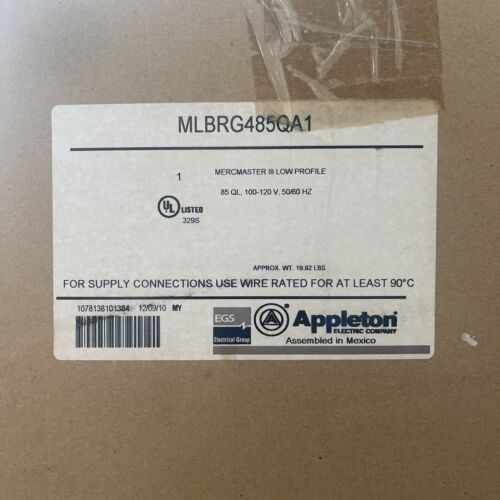 MLBRG485QA1
1
MERCMASTER III LOW PROFILE
85 QL, 100-120 V, 50/60 HZ
UL LISTED
329S
APPROX. WT. 19.92 LBS
FOR SUPPLY CONNECTIONS USE WIRE RATED FOR AT LEAST 90°C
1078138101384 12/09/10 MY
EGS
Electrical Group
A
Appleton
ELECTRIC COMPANY
Assembled in Mexico